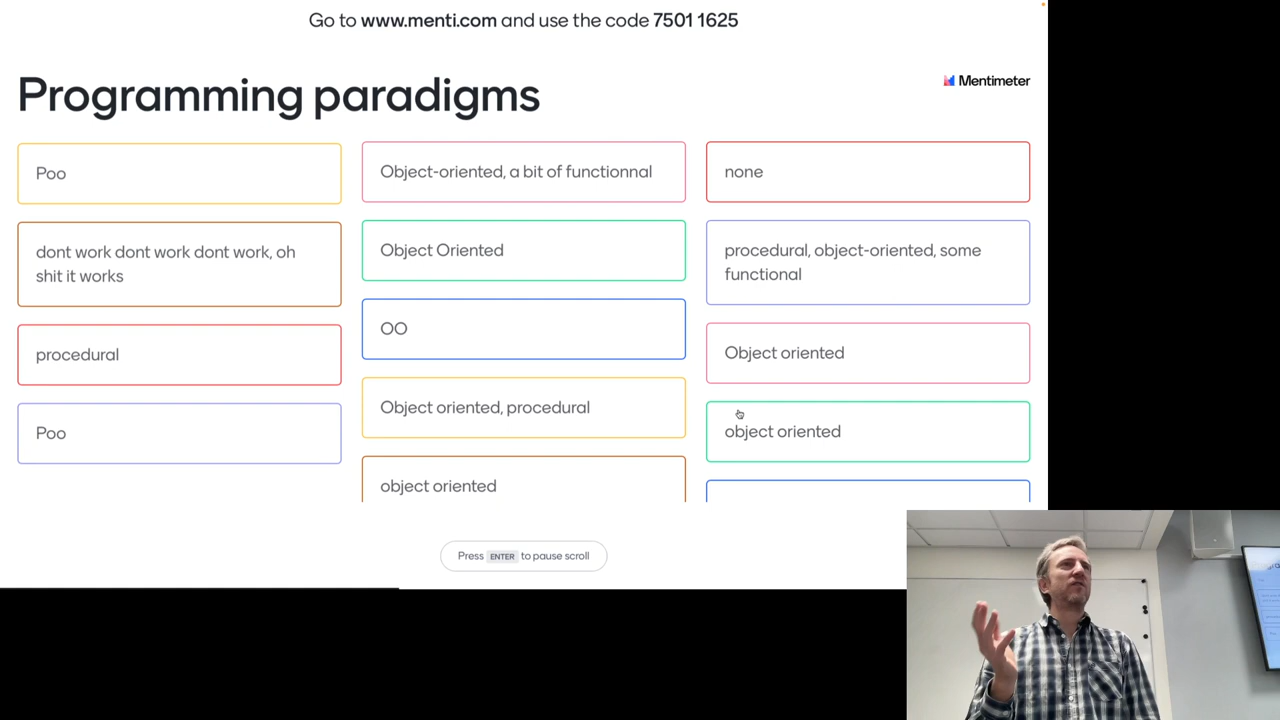 Go to www.menti.com and use the code 7501 1625
Programming paradigms
Mentimeter
Poo
dont work dont work dont work, oh
shit it works
procedural
Poo
Object-oriented, a bit of functionnal
Object Oriented
OO
Object oriented, procedural
object oriented
none
procedural, object-oriented, some
functional
Object oriented
object oriented
Press ENTER to pause scroll